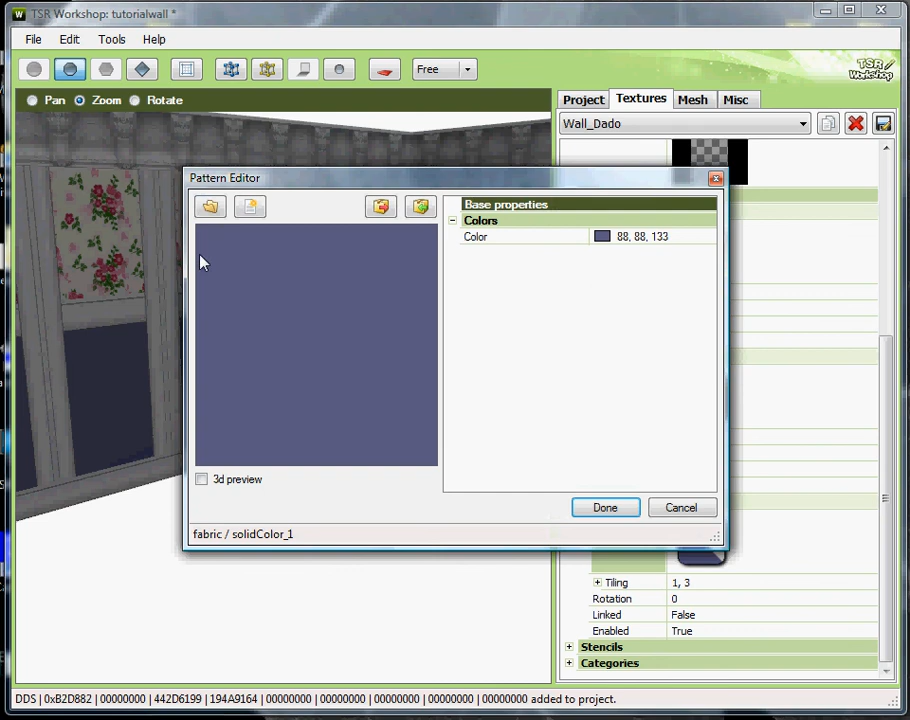 TSR Workshop: tutorialwall *
File Edit Tools Help
Free
TSR
Workshop
Pan Zoom Rotate
Project Textures Mesh Misc
Wall_Dado
Pattern Editor
Base properties
Colors
Color 88, 88, 133
3d preview
Done Cancel
fabric / solidColor_1
Tiling 1, 3
Rotation 0
Linked False
Enabled True
Stencils
Categories
DDS | 0xB2D882 | 00000000 | 442D6199 | 194A9164 | 00000000 | 00000000 | 00000000 | 00000000 | 00000000 added to project.